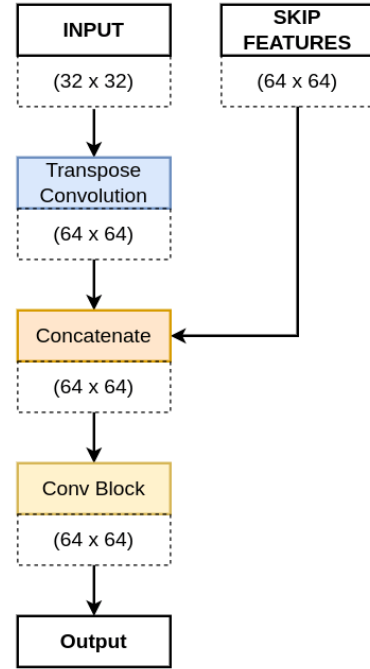 INPUT
(32 x 32)
SKIP
FEATURES
(64 x 64)
Transpose
Convolution
(64 x 64)
Concatenate
(64 x 64)
Conv Block
(64 x 64)
Output